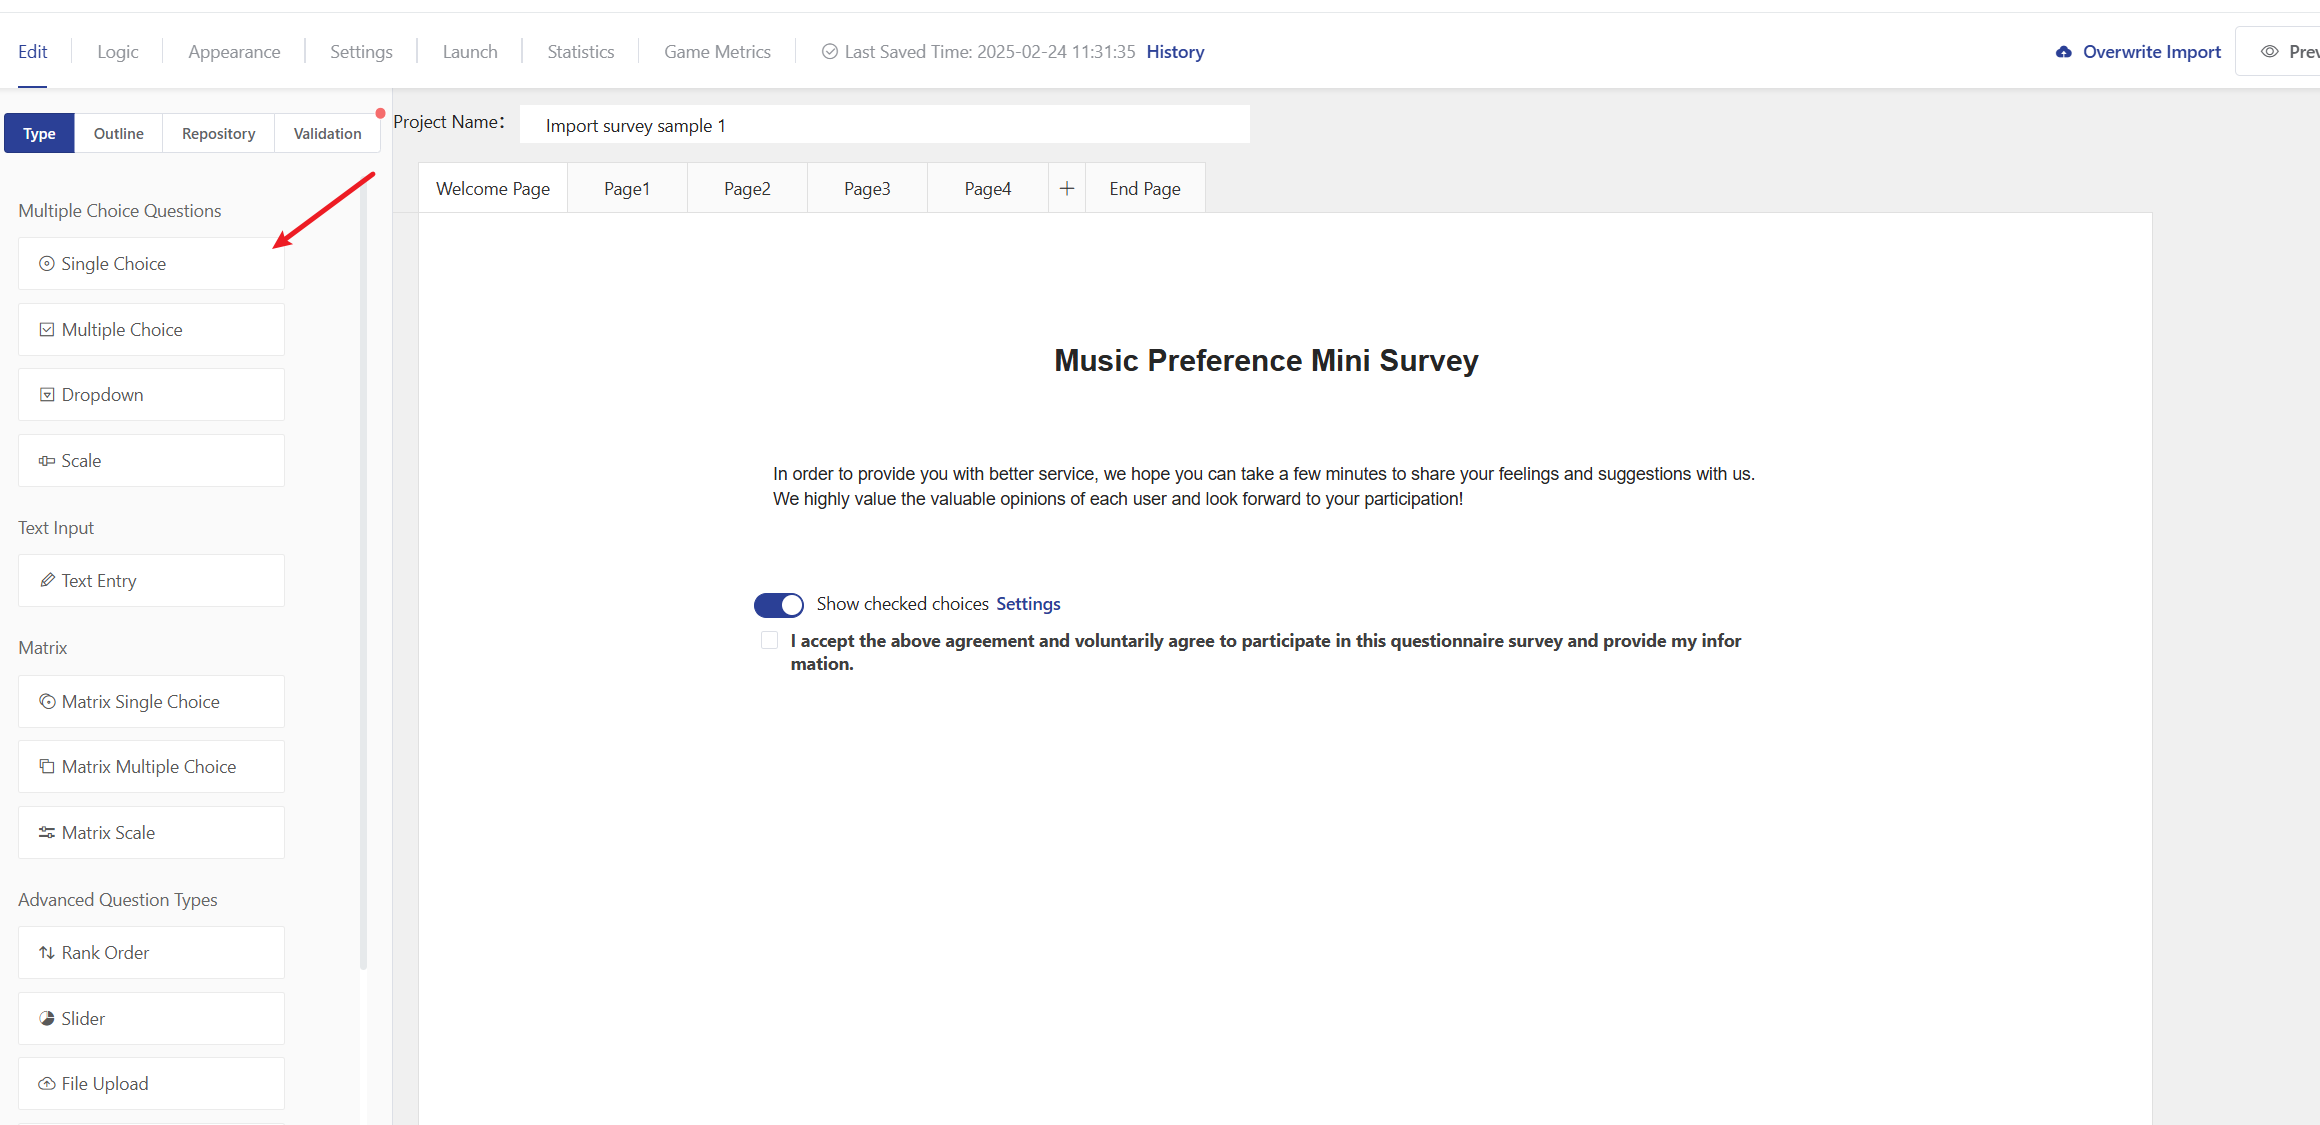 Edit
Logic
Appearance
Settings
Launch
Statistics
Game Metrics
Last Saved Time: 2025-02-24 11:31:35 History
Overwrite Import
Type
Outline
Repository
Validation
Project Name:
Import survey sample 1
Welcome Page
Page1
Page2
Page3
Page4
+
End Page
Multiple Choice Questions
Single Choice
Multiple Choice
Dropdown
Scale
Text Input
Text Entry
Matrix
Matrix Single Choice
Matrix Multiple Choice
Matrix Scale
Advanced Question Types
Rank Order
Slider
File Upload
Music Preference Mini Survey
In order to provide you with better service, we hope you can take a few minutes to share your feelings and suggestions with us.
We highly value the valuable opinions of each user and look forward to your participation!
Show checked choices Settings
I accept the above agreement and voluntarily agree to participate in this questionnaire survey and provide my infor
mation.